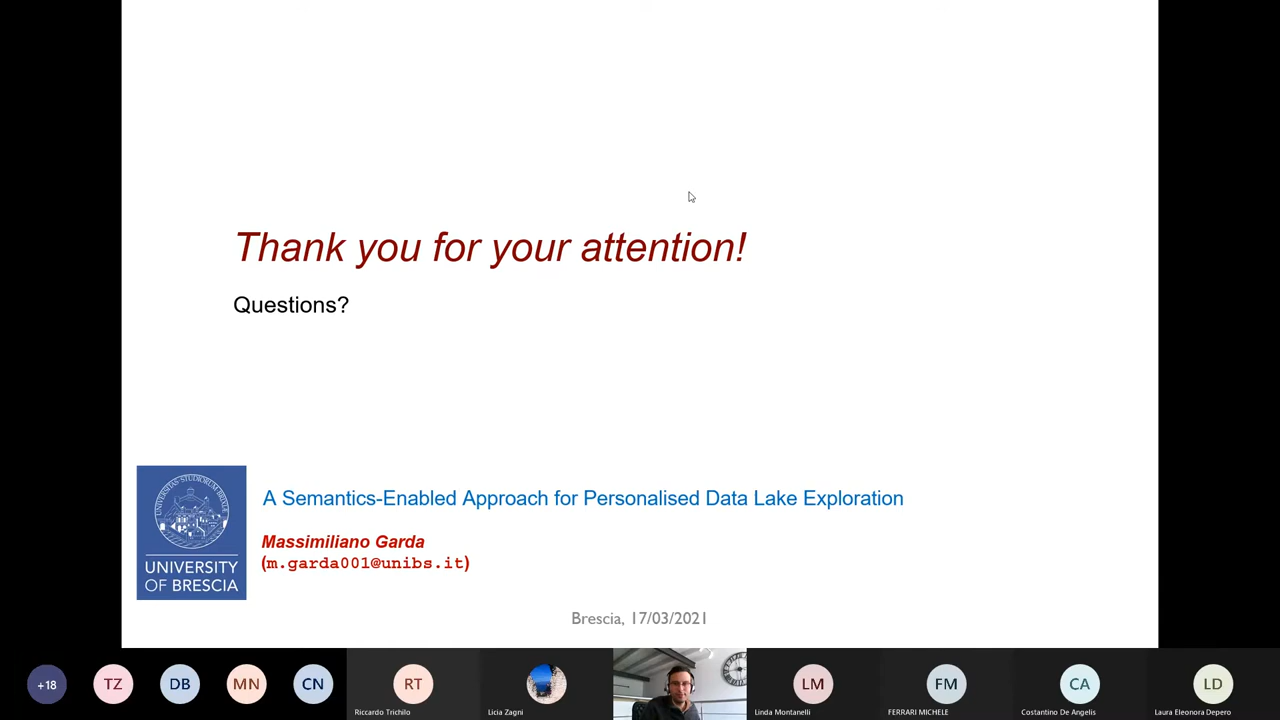 Thank you for your attention!
Questions?
UNIVERSITY
OF BRESCIA
A Semantics-Enabled Approach for Personalised Data Lake Exploration
Massimiliano Garda
(m.garda001@unibs.it)
Brescia, 17/03/2021
+18
TZ
DB
MN
CN
RT
LM
FM
CA
LD
Riccardo Trichilo
Licia Zagni
Linda Montanelli
FERRARI MICHELE
Costantino De Angelis
Laura Eleonora Depero